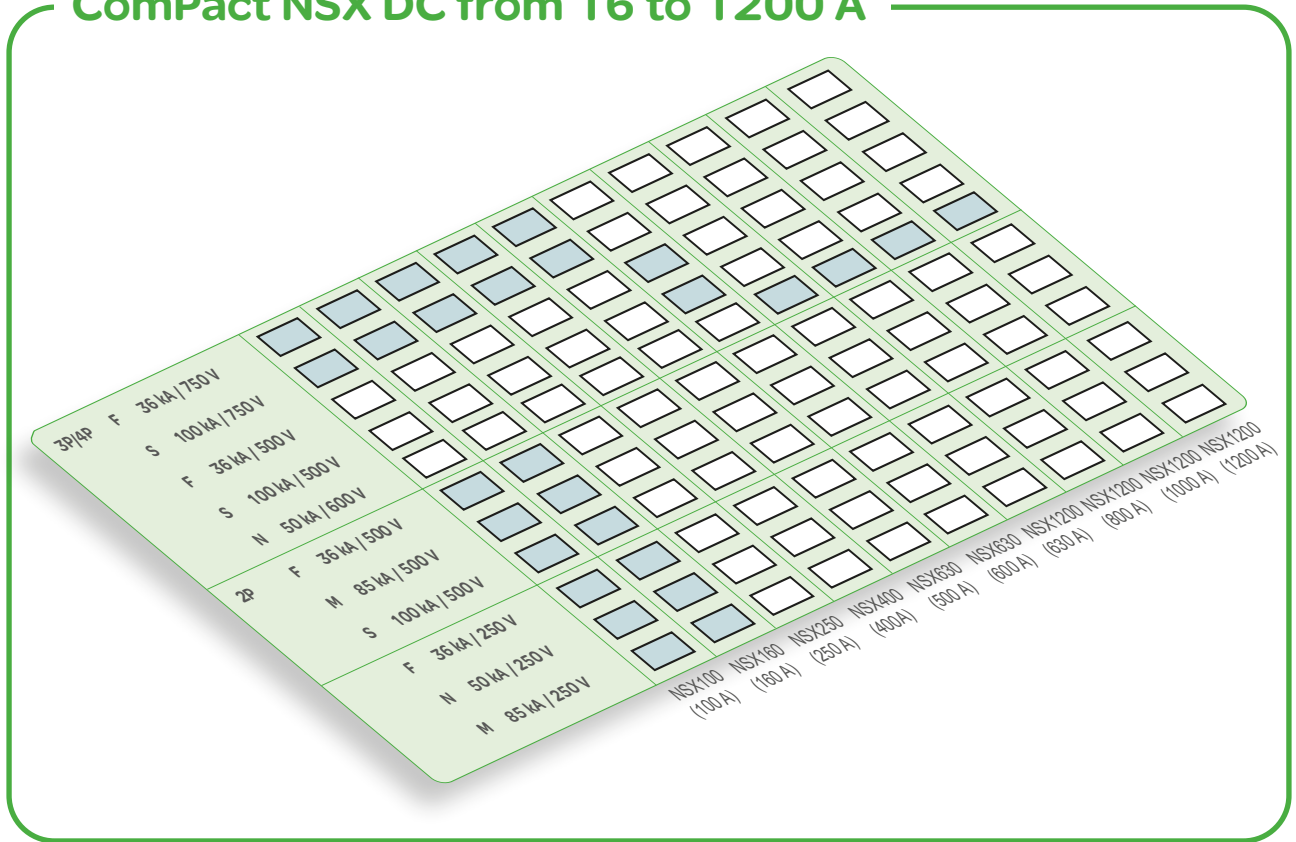 ComPact NSX DC from 16 to 1200 A
3P/4P F 36 kA | 750 V
S 100 kA | 750 V
F 36 kA | 500 V
S 100 kA | 500 V
N 50 kA | 600 V
2P F 36 kA | 500 V
M 85 kA | 500 V
S 100 kA | 500 V
F 36 kA | 250 V
N 50 kA | 250 V
M 85 kA | 250 V
NSX100 NSX160 NSX250 NSX400 NSX630 NSX630 NSX1200 NSX1200 NSX1200 NSX1200
(100 A) (160 A) (250 A) (400A) (500 A) (600 A) (630 A) (800 A) (1000 A) (1200 A)